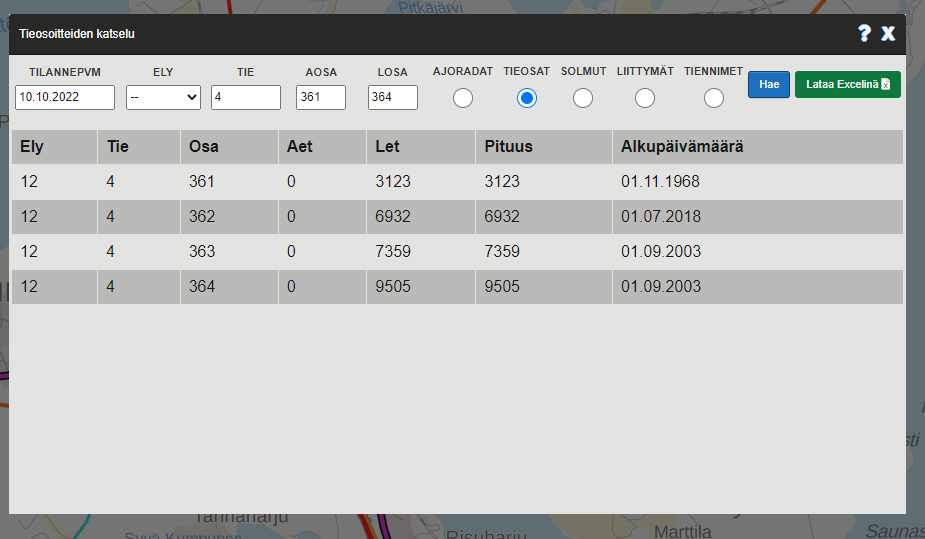 Pitkäjärvi
Tieosoitteiden katselu
? X
TILANNEPVM ELY TIE AOSA LOSA AJORADAT TIEOSAT SOLMUT LIITTYMÄT TIENNIMET
10.10.2022 -- 4 361 364 Hae Lataa Excelinä
Ely Tie Osa Aet Let Pituus Alkupäivämäärä
12 4 361 0 3123 3123 01.11.1968
12 4 362 0 6932 6932 01.07.2018
12 4 363 0 7359 7359 01.09.2003
12 4 364 0 9505 9505 01.09.2003
Risuharju Marttila Saunas